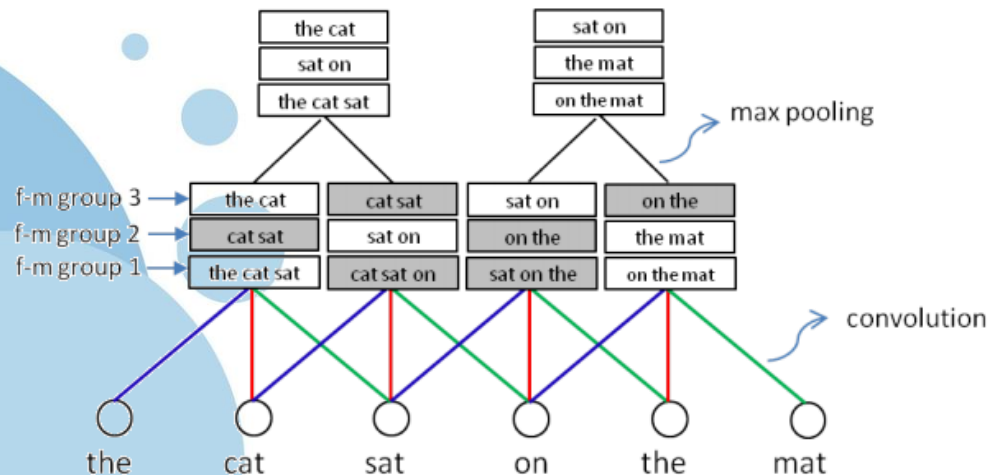 the cat
sat on
the cat sat
sat on
the mat
on the mat
max pooling
f-m group 3
the cat
cat sat
sat on
on the
f-m group 2
cat sat
sat on
on the
the mat
f-m group 1
the cat sat
cat sat on
sat on the
on the mat
convolution
the
cat
sat
on
the
mat